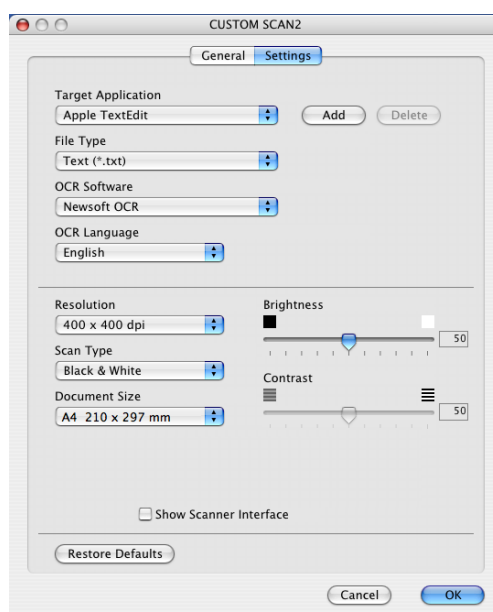 CUSTOM SCAN2
General Settings
Target Application
Apple TextEdit Add Delete
File Type
Text (*.txt)
OCR Software
Newsoft OCR
OCR Language
English
Resolution Brightness
400 x 400 dpi 50
Scan Type
Black & White
Contrast
Document Size
A4 210 x 297 mm 50
Show Scanner Interface
Restore Defaults
Cancel OK